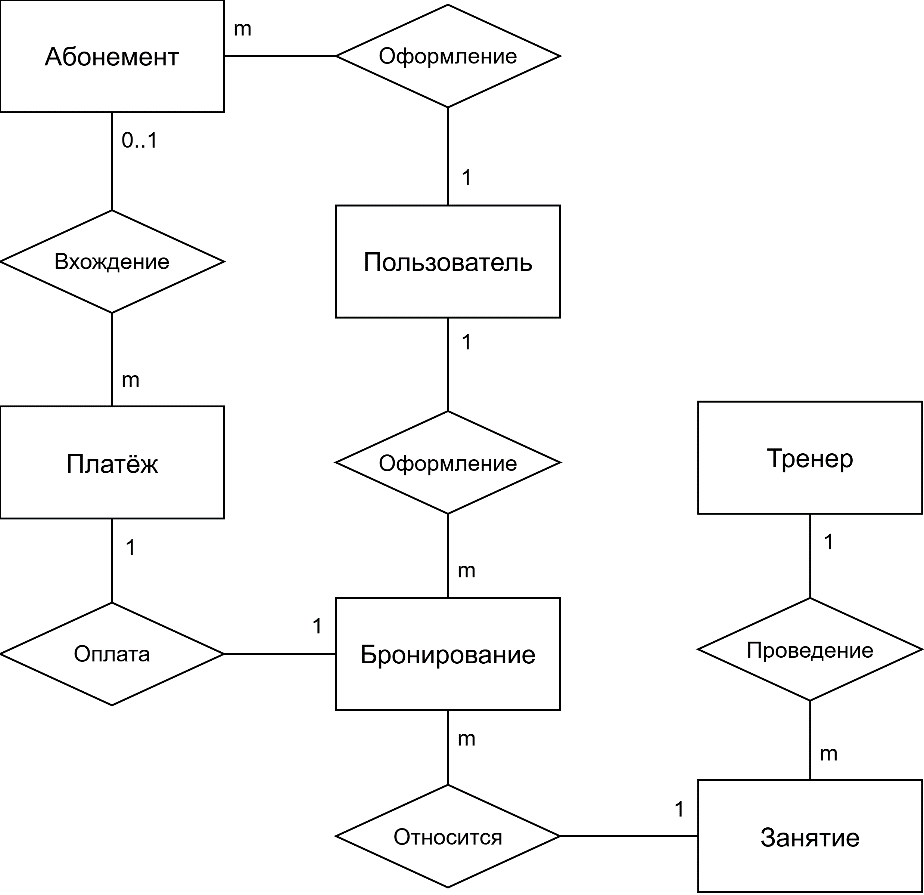 Абонемент
m
Оформление
0..1
1
Вхождение
Пользователь
m
1
Платёж
Оформление
Тренер
1
m
1
Оплата
1
Бронирование
Проведение
m
m
Относится
1
Занятие